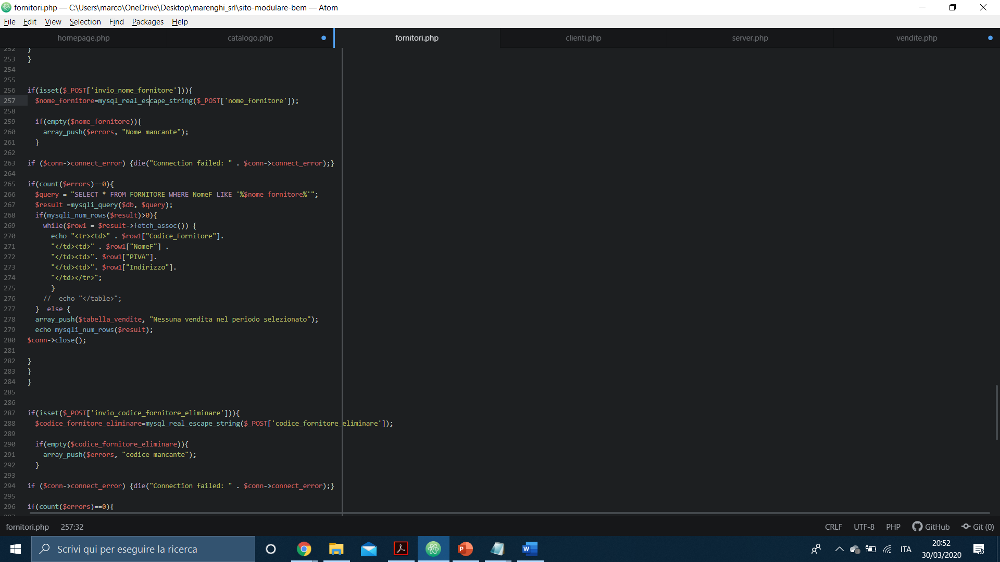 fornitori.php — C:\Users\marco\OneDrive\Desktop\marenghi_srl\sito-modulare-bem — Atom
File Edit View Selection Find Packages Help
homepage.php catalogo.php fornitori.php clienti.php server.php vendite.php
252 }
253 }
254
255
256 if(isset($_POST['invio_nome_fornitore'])){
257 $nome_fornitore=mysql_real_escape_string($_POST['nome_fornitore']);
258
259 if(empty($nome_fornitore)){
260 array_push($errors, "Nome mancante");
261 }
262
263 if ($conn->connect_error) {die("Connection failed: " . $conn->connect_error);}
264
265 if(count($errors)==0){
266 $query = "SELECT * FROM FORNITORE WHERE NomeF LIKE '%$nome_fornitore%'";
267 $result =mysqli_query($db, $query);
268 if(mysqli_num_rows($result)>0){
269 while($row1 = $result->fetch_assoc()) {
270 echo "<tr><td>" . $row1["Codice_Fornitore"].
271 "</td><td>" . $row1["NomeF"] .
272 "</td><td>". $row1["PIVA"].
273 "</td><td>". $row1["Indirizzo"].
274 "</td></tr>";
275 }
276 // echo "</table>";
277 } else {
278 array_push($tabella_vendite, "Nessuna vendita nel periodo selezionato");
279 echo mysqli_num_rows($result);
280 $conn->close();
281
282 }
283 }
284 }
285
286
287 if(isset($_POST['invio_codice_fornitore_eliminare'])){
288 $codice_fornitore_eliminare=mysql_real_escape_string($_POST['codice_fornitore_eliminare']);
289
290 if(empty($codice_fornitore_eliminare)){
291 array_push($errors, "codice mancante");
292 }
293
294 if ($conn->connect_error) {die("Connection failed: " . $conn->connect_error);}
295
296 if(count($errors)==0){
fornitori.php 257:32 CRLF UTF-8 PHP GitHub Git (0)
Scrivi qui per eseguire la ricerca
ITA
20:52
30/03/2020